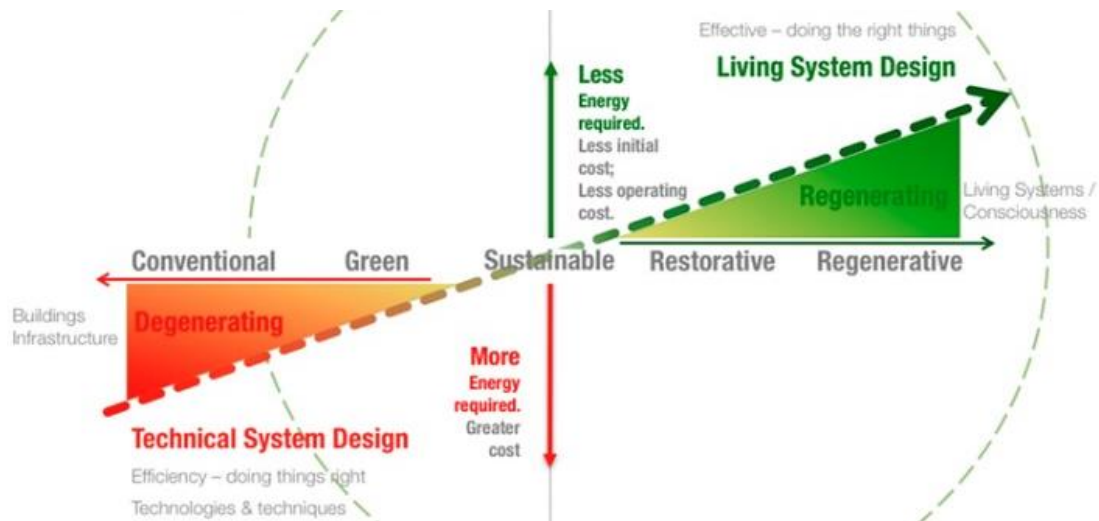 Effective – doing the right things
Living System Design
Less
Energy
required.
Less initial
cost;
Less operating
cost.
Regenerating
Living Systems /
Consciousness
Conventional
Green
Sustainable
Restorative
Regenerative
Buildings
Infrastructure
Degenerating
More
Energy
required.
Greater
cost
Technical System Design
Efficiency – doing things right
Technologies & techniques